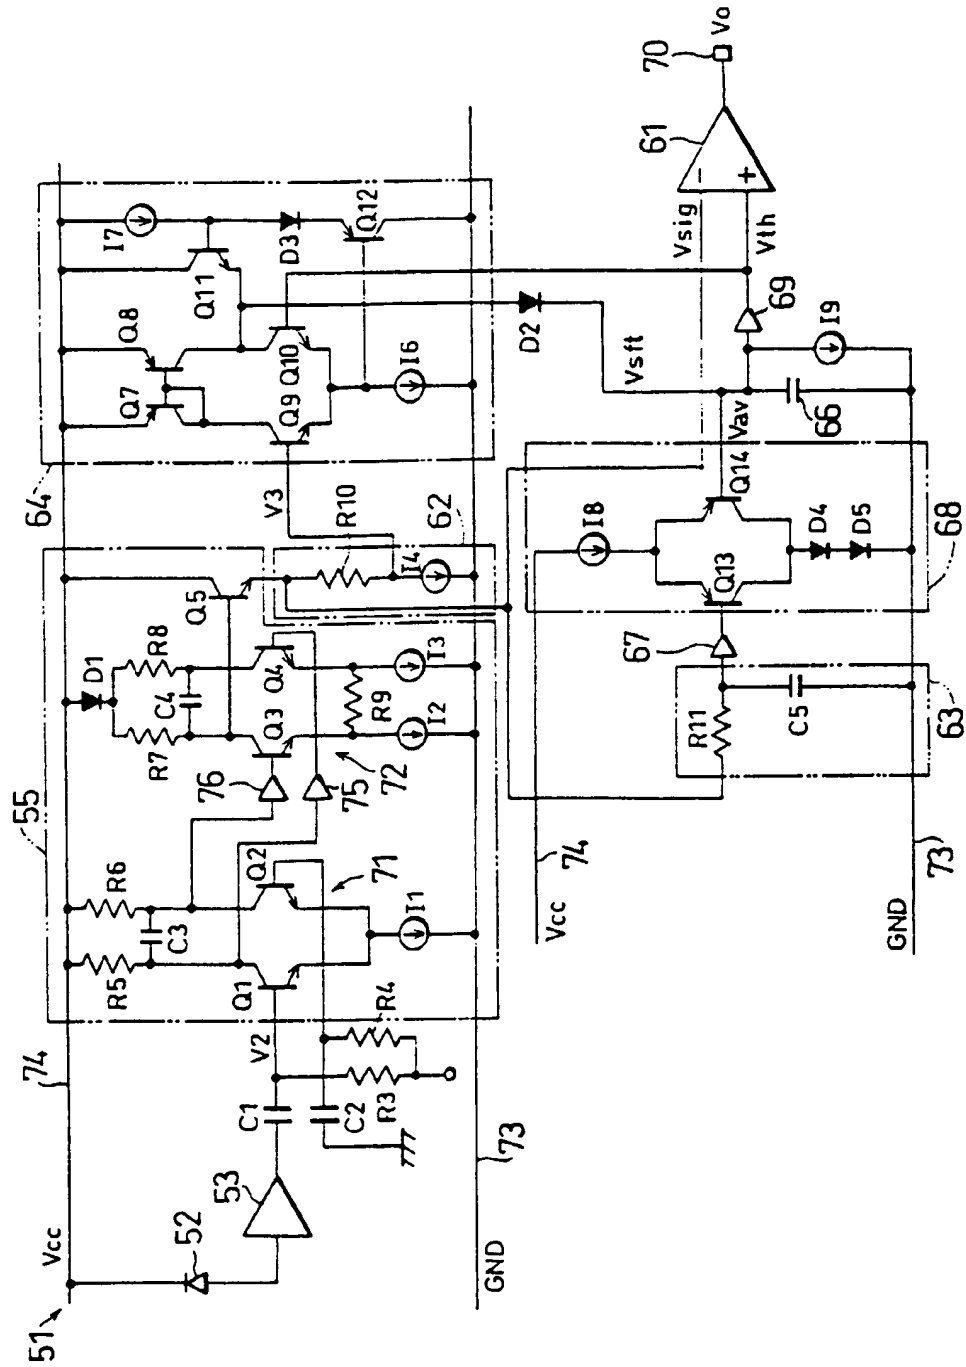 51
Vcc
74
52
53
C1
C2
V2
R3
R4
GND
73
55
R5
R6
C3
Q1
Q2
71
I1
76
75
D1
R7
R8
C4
Q3
Q4
72
R9
I2
I3
Q5
R10
I4
62
V3
64
Q7
Q8
Q9
Q10
Q11
I7
D3
Q12
I6
D2
Vsft
Vsig
Vth
61
70
Vo
69
I9
66
Vav
Vcc
74
I8
Q13
Q14
D4
D5
68
67
R11
C5
63
GND
73
−
+